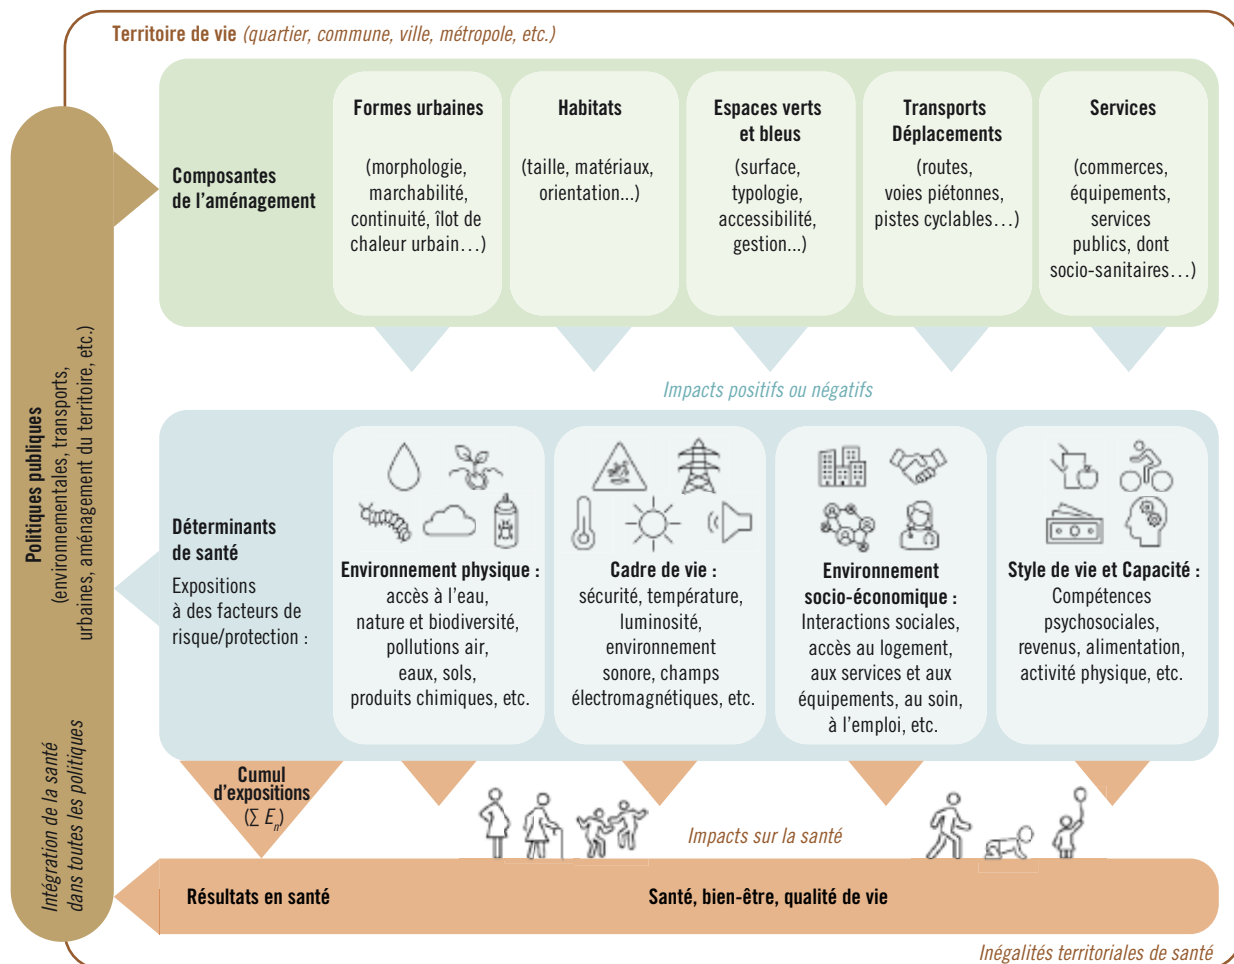 Territoire de vie (quartier, commune, ville, métropole, etc.)
Politiques publiques
(environnementales, transports,
urbaines, aménagement du territoire, etc.)
Intégration de la santé
dans toutes les politiques
Composantes
de l’aménagement
Formes urbaines
(morphologie,
marchabilité,
continuité, îlot de
chaleur urbain…)
Habitats
(taille, matériaux,
orientation...)
Espaces verts
et bleus
(surface,
typologie,
accessibilité,
gestion...)
Transports
Déplacements
(routes,
voies piétonnes,
pistes cyclables…)
Services
(commerces,
équipements,
services
publics, dont
socio-sanitaires…)
Impacts positifs ou négatifs
Déterminants
de santé
Expositions
à des facteurs de
risque/protection :
Environnement physique :
accès à l’eau,
nature et biodiversité,
pollutions air,
eaux, sols,
produits chimiques, etc.
Cadre de vie :
sécurité, température,
luminosité,
environnement
sonore, champs
électromagnétiques, etc.
Environnement
socio-économique :
Interactions sociales,
accès au logement,
aux services et aux
équipements, au soin,
à l’emploi, etc.
Style de vie et Capacité :
Compétences
psychosociales,
revenus, alimentation,
activité physique, etc.
Cumul
d’expositions
(∑ Eₙ)
Impacts sur la santé
Résultats en santé
Santé, bien-être, qualité de vie
Inégalités territoriales de santé